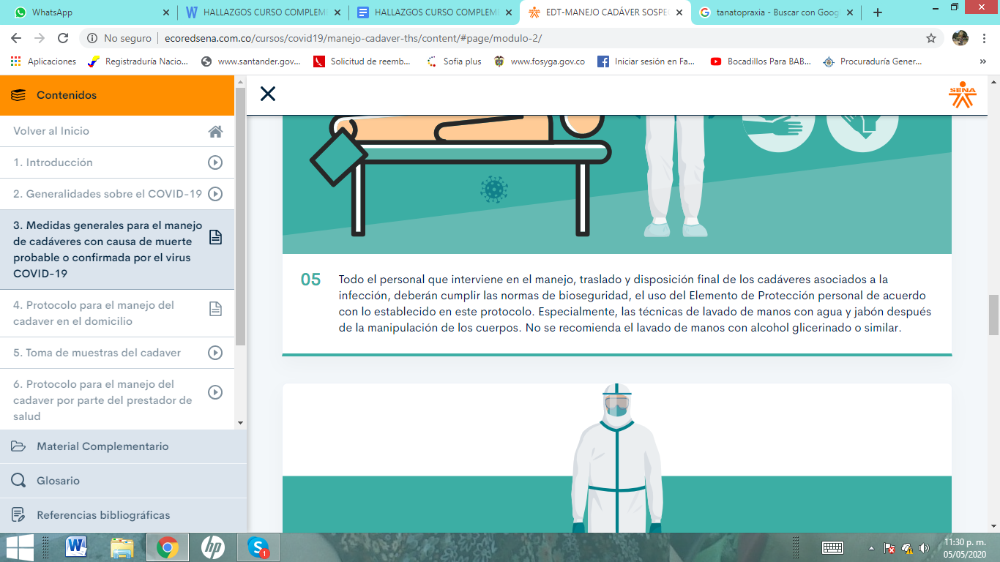 WhatsApp
HALLAZGOS CURSO COMPLEM
HALLAZGOS CURSO COMPLEM
EDT-MANEJO CADÁVER SOSPE
tanatopraxia - Buscar con Goog
No seguro
ecoredsena.com.co/cursos/covid19/manejo-cadaver-ths/content/#page/modulo-2/
Aplicaciones
Registraduría Nacio...
www.santander.gov...
Solicitud de reemb...
Sofia plus
www.fosyga.gov.co
Iniciar sesión en Fa...
Bocadillos Para BAB...
Procuraduría Gener...
Contenidos
Volver al Inicio
1. Introducción
2. Generalidades sobre el COVID-19
3. Medidas generales para el manejo
de cadáveres con causa de muerte
probable o confirmada por el virus
COVID-19
4. Protocolo para el manejo del
cadaver en el domicilio
5. Toma de muestras del cadaver
6. Protocolo para el manejo del
cadaver por parte del prestador de
salud
Material Complementario
Glosario
Referencias bibliográficas
SENA
05
Todo el personal que interviene en el manejo, traslado y disposición final de los cadáveres asociados a la
infección, deberán cumplir las normas de bioseguridad, el uso del Elemento de Protección personal de acuerdo
con lo establecido en este protocolo. Especialmente, las técnicas de lavado de manos con agua y jabón después
de la manipulación de los cuerpos. No se recomienda el lavado de manos con alcohol glicerinado o similar.
11:30 p. m.
05/05/2020